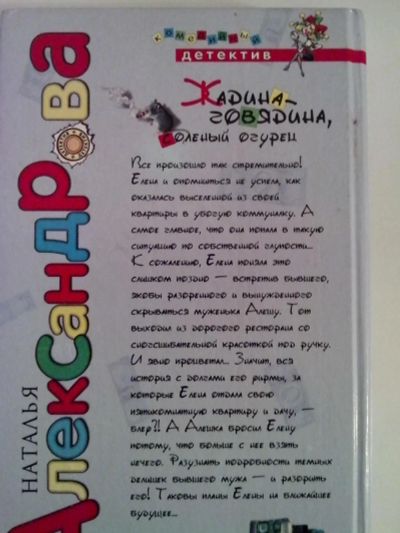 комедийный
детектив
НАТАЛЬЯ
Александрова
Жадина-
говядина,
соленый огурец
Все произошло так стремительно!
Елена и опомниться не успела, как
оказалась выселенной из своей
квартиры в убогую коммуналку. А
самое главное, что она попала в такую
ситуацию по собственной глупости...
К сожалению, Елена поняла это
слишком поздно — встретив бывшего,
якобы разоренного и вынужденного
скрываться муженька Алешу. Тот
выходил из дорогого ресторана со
сногсшибательной красоткой под ручку.
И явно процветал... Значит, вся
история с долгами его фирмы, за
которые Елена отдала свою
пятикомнатную квартиру и дачу, —
блеф?! А Алешка бросил Елену
потому, что больше с нее взять
нечего. Разузнать подробности темных
делишек бывшего мужа — и разорить
его! Таковы планы Елены на ближайшее
будущее...